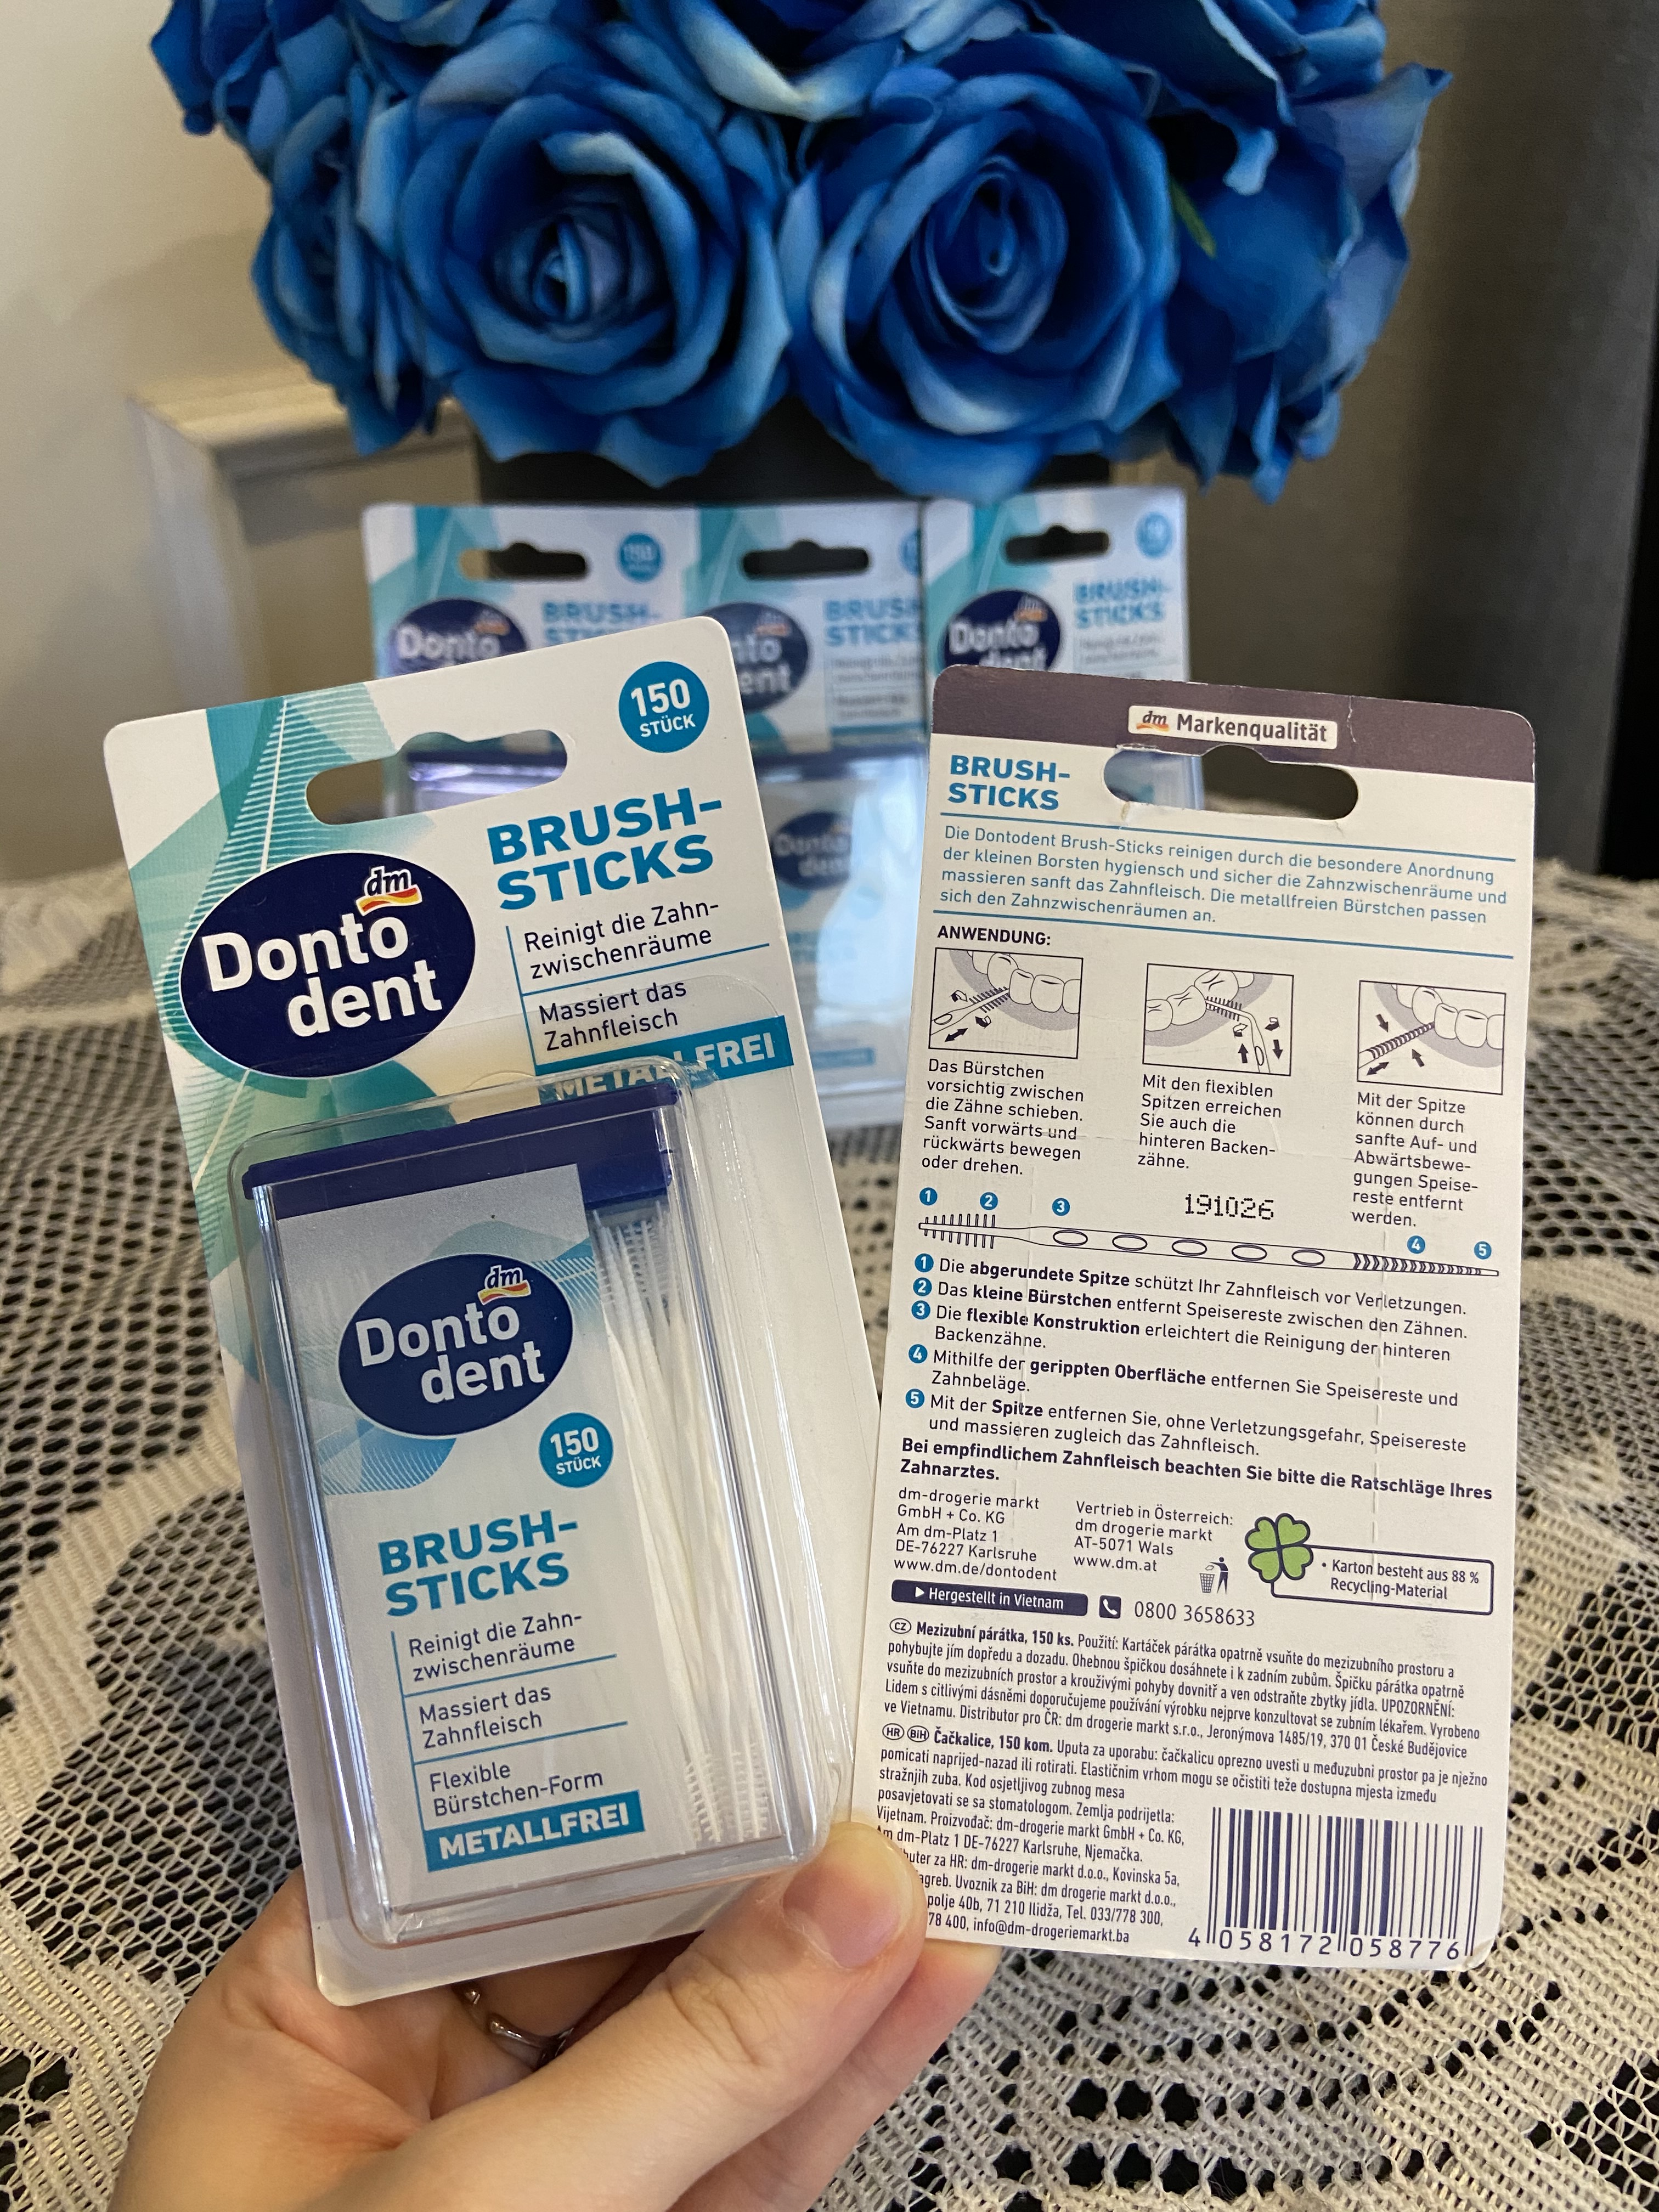 150
STÜCK
BRUSH-
STICKS
dm
Donto
dent
Reinigt die Zahn-
zwischenräume
Massiert das
Zahnfleisch
METALLFREI
dm
Donto
dent
150
STÜCK
BRUSH-
STICKS
Reinigt die Zahn-
zwischenräume
Massiert das
Zahnfleisch
Flexible
Bürstchen-Form
METALLFREI
dm Markenqualität
BRUSH-
STICKS
Die Dontodent Brush-Sticks reinigen durch die besondere Anordnung
der kleinen Borsten hygiensch und sicher die Zahnzwischenräume und
massieren sanft das Zahnfleisch. Die metallfreien Bürstchen passen
sich den Zahnzwischenräumen an.
ANWENDUNG:
Das Bürstchen
vorsichtig zwischen
die Zähne schieben.
Sanft vorwärts und
rückwärts bewegen
oder drehen.
Mit den flexiblen
Spitzen erreichen
Sie auch die
hinteren Backen-
zähne.
Mit der Spitze
können durch
sanfte Auf- und
Abwärtsbewe-
gungen Speise-
reste entfernt
werden.
191026
1 2 3 4 5
1 Die abgerundete Spitze schützt Ihr Zahnfleisch vor Verletzungen.
2 Das kleine Bürstchen entfernt Speisereste zwischen den Zähnen.
3 Die flexible Konstruktion erleichtert die Reinigung der hinteren
Backenzähne.
4 Mithilfe der gerippten Oberfläche entfernen Sie Speisereste und
Zahnbeläge.
5 Mit der Spitze entfernen Sie, ohne Verletzungsgefahr, Speisereste
und massieren zugleich das Zahnfleisch.
Bei empfindlichem Zahnfleisch beachten Sie bitte die Ratschläge Ihres
Zahnarztes.
dm-drogerie markt
GmbH + Co. KG
Am dm-Platz 1
DE-76227 Karlsruhe
www.dm.de/dontodent
Vertrieb in Österreich:
dm drogerie markt
AT-5071 Wals
www.dm.at
• Karton besteht aus 88 %
Recycling-Material
Hergestellt in Vietnam
0800 3658633
CZ Mezizubní párátka, 150 ks. Použití: Kartáček párátka opatrně vsuňte do mezizubního prostoru a
pohybujte jím dopředu a dozadu. Ohebnou špičkou dosáhnete i k zadním zubům. Špičku párátka opatrně
vsuňte do mezizubních prostor a krouživými pohyby dovnitř a ven odstraňte zbytky jídla. UPOZORNĚNÍ:
Lidem s citlivými dásněmi doporučujeme používání výrobku nejprve konzultovat se zubním lékařem. Vyrobeno
ve Vietnamu. Distributor pro ČR: dm drogerie markt s.r.o., Jeronýmova 1485/19, 370 01 České Budějovice
HR BIH Čačkalice, 150 kom. Uputa za uporabu: čačkalicu oprezno uvesti u međuzubni prostor pa je nježno
pomicati naprijed-nazad ili rotirati. Elastičnim vrhom mogu se očistiti teže dostupna mjesta između
stražnjih zuba. Kod osjetljivog zubnog mesa
posavjetovati se sa stomatologom. Zemlja podrijetla:
Vijetnam. Proizvođač: dm-drogerie markt GmbH + Co. KG,
Am dm-Platz 1 DE-76227 Karlsruhe, Njemačka.
za HR: dm-drogerie markt d.o.o., Kovinska 5a,
Uvoznik za BiH: dm drogerie markt d.o.o.,
polje 40b, 71 210 Ilidža, Tel. 033/778 300,
78 400, info@dm-drogeriemarkt.ba
4 058172 058776
BRUSH-
dm
Donto
BRUSH-
STICKS
dm
Donto
dent